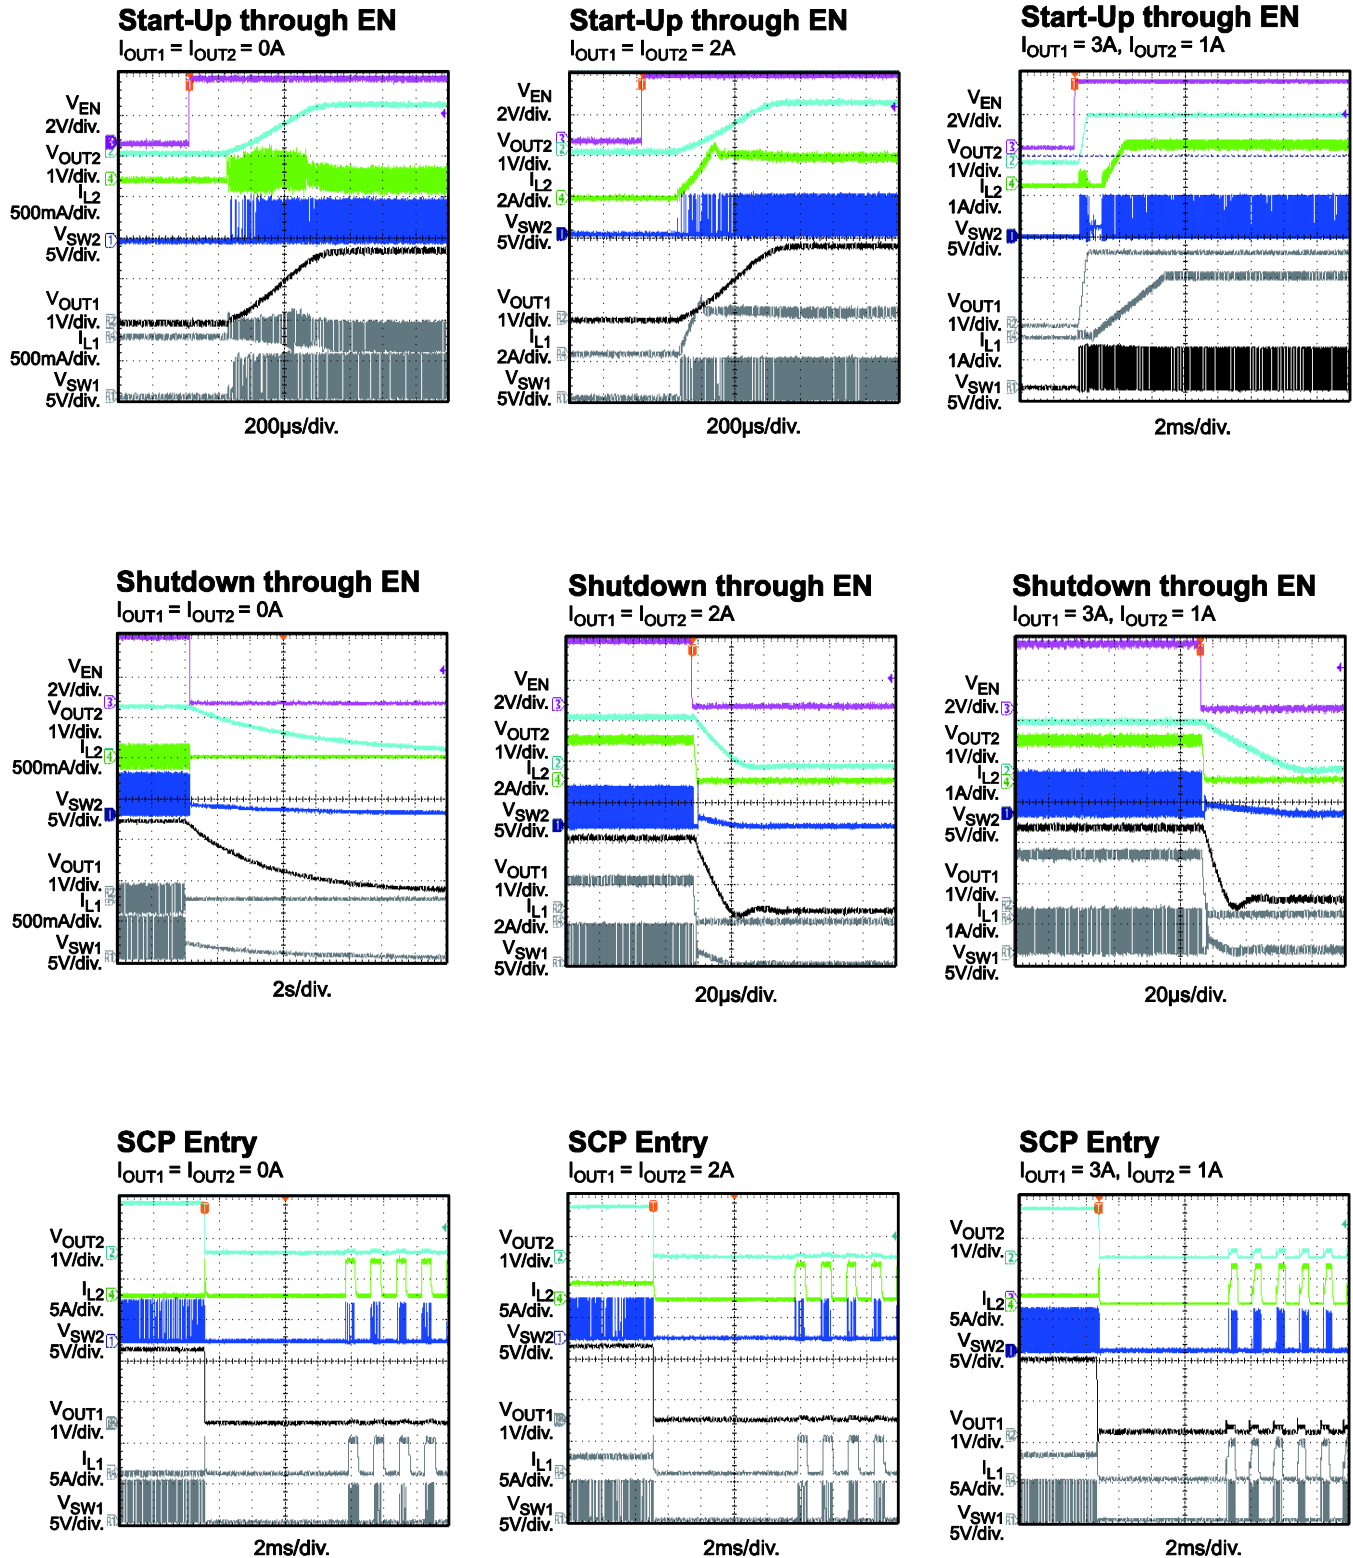 Start-Up through EN
IOUT1 = IOUT2 = 0A
VEN
2V/div.
VOUT2
1V/div.
IL2
500mA/div.
VSW2
5V/div.
VOUT1
1V/div.
IL1
500mA/div.
VSW1
5V/div.
200µs/div.
Start-Up through EN
IOUT1 = IOUT2 = 2A
VEN
2V/div.
VOUT2
1V/div.
IL2
2A/div.
VSW2
5V/div.
VOUT1
1V/div.
IL1
2A/div.
VSW1
5V/div.
200µs/div.
Start-Up through EN
IOUT1 = 3A, IOUT2 = 1A
VEN
2V/div.
VOUT2
1V/div.
IL2
1A/div.
VSW2
5V/div.
VOUT1
1V/div.
IL1
1A/div.
VSW1
5V/div.
2ms/div.
Shutdown through EN
IOUT1 = IOUT2 = 0A
VEN
2V/div.
VOUT2
1V/div.
IL2
500mA/div.
VSW2
5V/div.
VOUT1
1V/div.
IL1
500mA/div.
VSW1
5V/div.
2s/div.
Shutdown through EN
IOUT1 = IOUT2 = 2A
VEN
2V/div.
VOUT2
1V/div.
IL2
2A/div.
VSW2
5V/div.
VOUT1
1V/div.
IL1
2A/div.
VSW1
5V/div.
20µs/div.
Shutdown through EN
IOUT1 = 3A, IOUT2 = 1A
VEN
2V/div.
VOUT2
1V/div.
IL2
1A/div.
VSW2
5V/div.
VOUT1
1V/div.
IL1
1A/div.
VSW1
5V/div.
20µs/div.
SCP Entry
IOUT1 = IOUT2 = 0A
VOUT2
1V/div.
IL2
5A/div.
VSW2
5V/div.
VOUT1
1V/div.
IL1
5A/div.
VSW1
5V/div.
2ms/div.
SCP Entry
IOUT1 = IOUT2 = 2A
VOUT2
1V/div.
IL2
5A/div.
VSW2
5V/div.
VOUT1
1V/div.
IL1
5A/div.
VSW1
5V/div.
2ms/div.
SCP Entry
IOUT1 = 3A, IOUT2 = 1A
VOUT2
1V/div.
IL2
5A/div.
VSW2
5V/div.
VOUT1
1V/div.
IL1
5A/div.
VSW1
5V/div.
2ms/div.